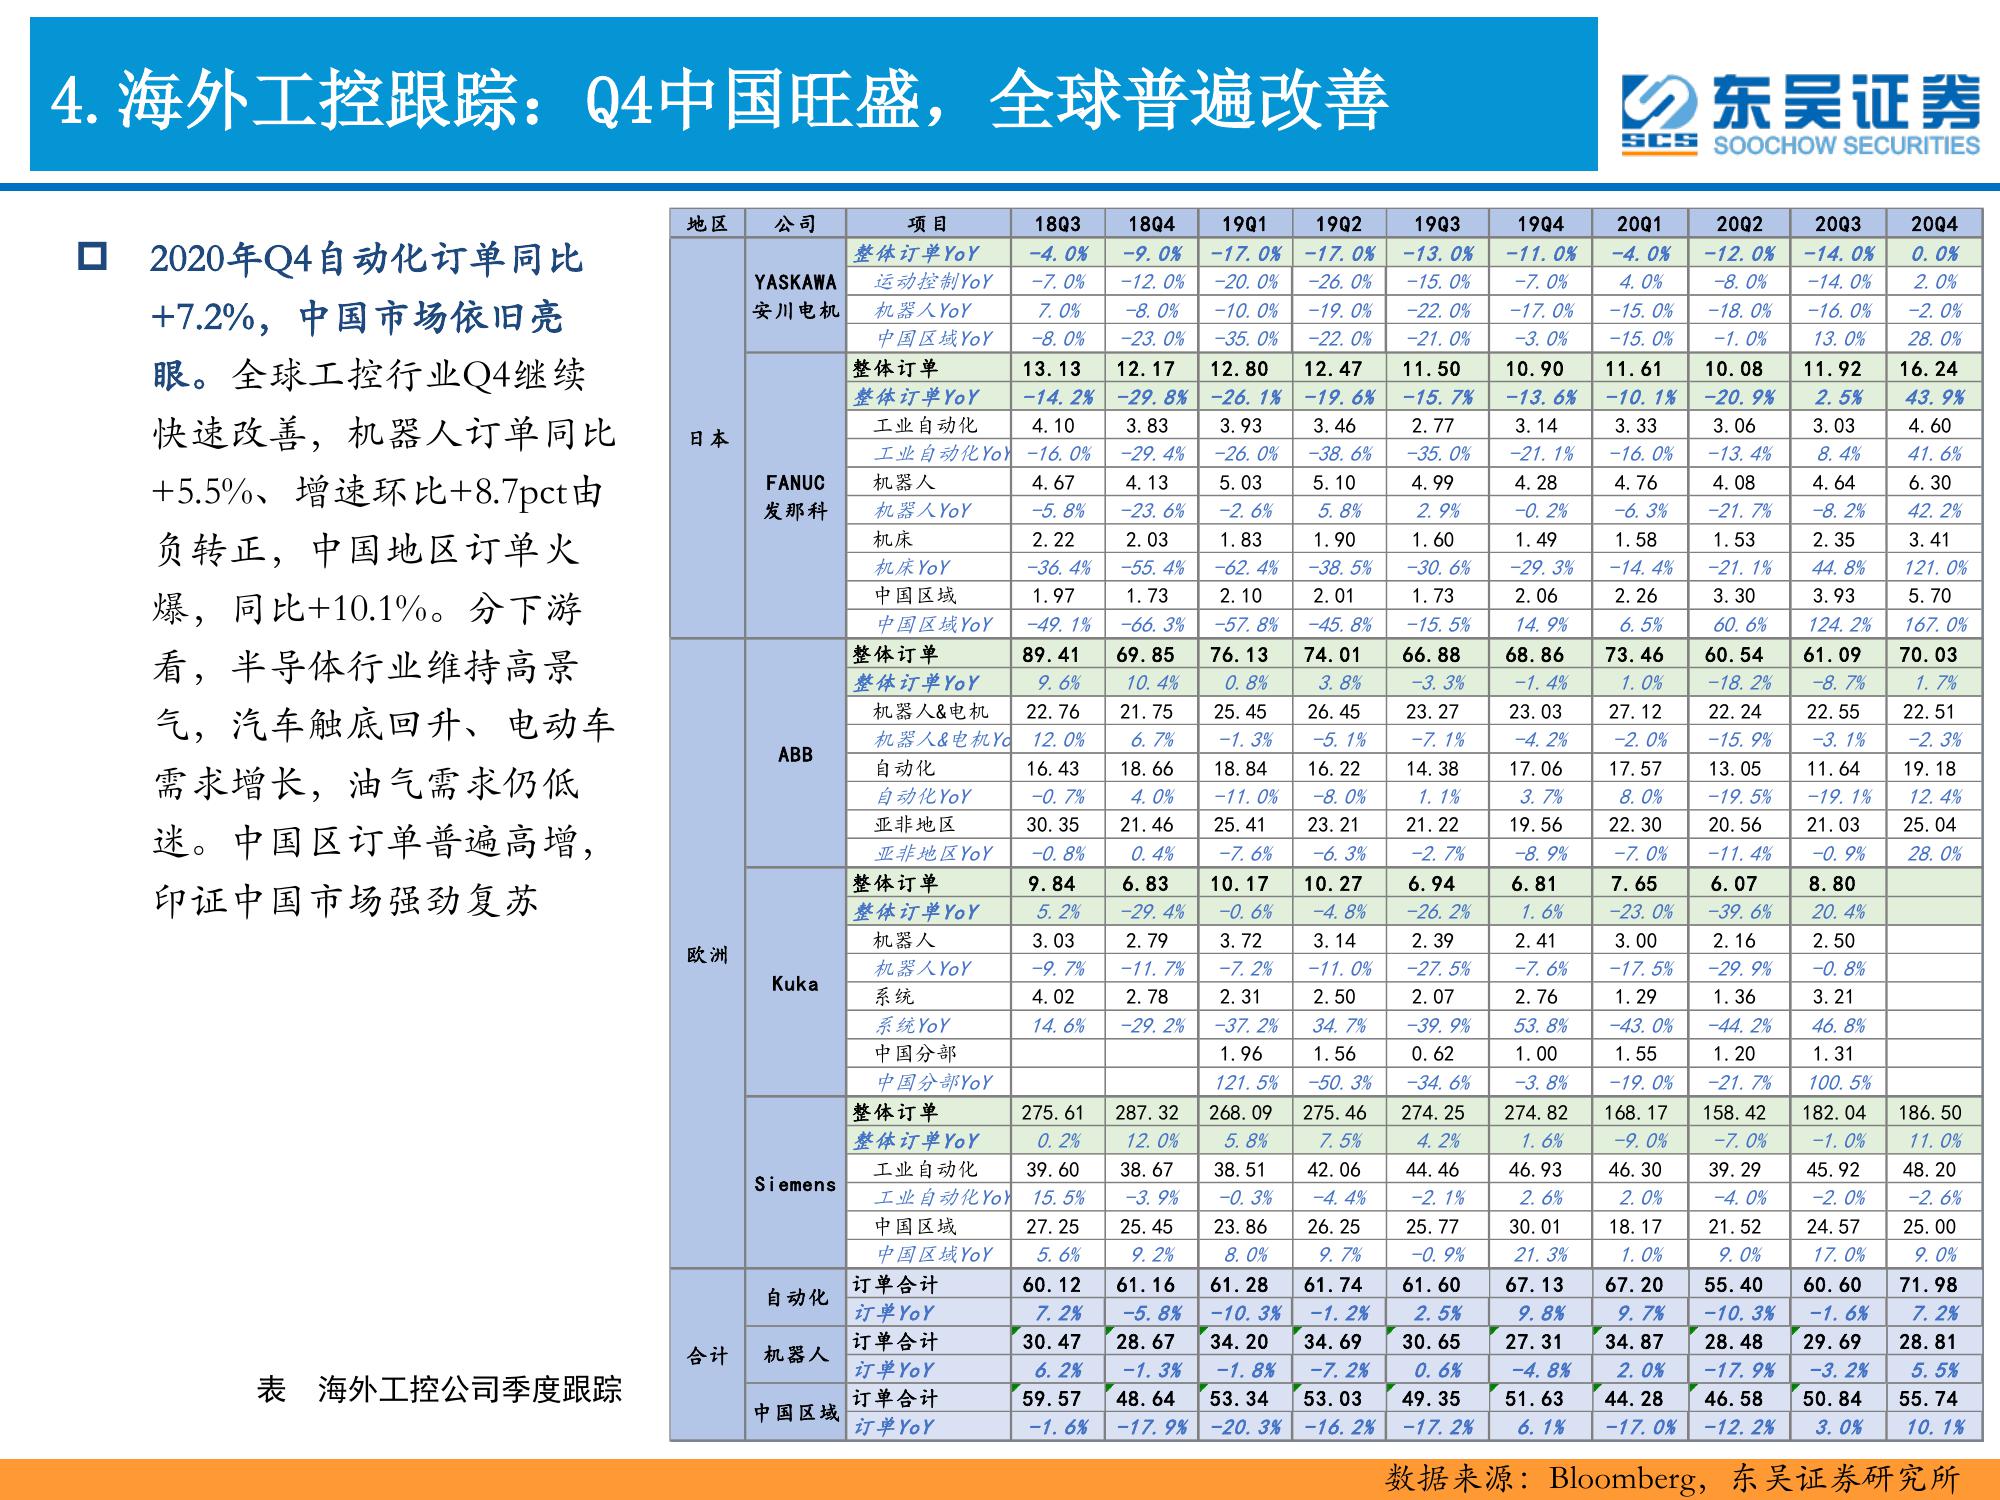 4.海外工控跟踪：Q4中国旺盛，全球普遍改善
SCS 东吴证券
SOOCHOW SECURITIES
2020年Q4自动化订单同比
+7.2%，中国市场依旧亮
眼。全球工控行业Q4继续
快速改善，机器人订单同比
+5.5%、增速环比+8.7pct由
负转正，中国地区订单火
爆，同比+10.1%。分下游
看，半导体行业维持高景
气，汽车触底回升、电动车
需求增长，油气需求仍低
迷。中国区订单普遍高增，
印证中国市场强劲复苏
表 海外工控公司季度跟踪
地区 公司 项目 18Q3 18Q4 19Q1 19Q2 19Q3 19Q4 20Q1 20Q2 20Q3 20Q4
日本
YASKAWA
安川电机
整体订单YoY -4.0% -9.0% -17.0% -17.0% -13.0% -11.0% -4.0% -12.0% -14.0% 0.0%
运动控制YoY -7.0% -12.0% -20.0% -26.0% -15.0% -7.0% 4.0% -8.0% -14.0% 2.0%
机器人YoY 7.0% -8.0% -10.0% -19.0% -22.0% -17.0% -15.0% -18.0% -16.0% -2.0%
中国区域YoY -8.0% -23.0% -35.0% -22.0% -21.0% -3.0% -15.0% -1.0% 13.0% 28.0%
FANUC
发那科
整体订单 13.13 12.17 12.80 12.47 11.50 10.90 11.61 10.08 11.92 16.24
整体订单YoY -14.2% -29.8% -26.1% -19.6% -15.7% -13.6% -10.1% -20.9% 2.5% 43.9%
工业自动化 4.10 3.83 3.93 3.46 2.77 3.14 3.33 3.06 3.03 4.60
工业自动化YoY -16.0% -29.4% -26.0% -38.6% -35.0% -21.1% -16.0% -13.4% 8.4% 41.6%
机器人 4.67 4.13 5.03 5.10 4.99 4.28 4.76 4.08 4.64 6.30
机器人YoY -5.8% -23.6% -2.6% 5.8% 2.9% -0.2% -6.3% -21.7% -8.2% 42.2%
机床 2.22 2.03 1.83 1.90 1.60 1.49 1.58 1.53 2.35 3.41
机床YoY -36.4% -55.4% -62.4% -38.5% -30.6% -29.3% -14.4% -21.1% 44.8% 121.0%
中国区域 1.97 1.73 2.10 2.01 1.73 2.06 2.26 3.30 3.93 5.70
中国区域YoY -49.1% -66.3% -57.8% -45.8% -15.5% 14.9% 6.5% 60.6% 124.2% 167.0%
欧洲
ABB
整体订单 89.41 69.85 76.13 74.01 66.88 68.86 73.46 60.54 61.09 70.03
整体订单YoY 9.6% 10.4% 0.8% 3.8% -3.3% -1.4% 1.0% -18.2% -8.7% 1.7%
机器人&电机 22.76 21.75 25.45 26.45 23.27 23.03 27.12 22.24 22.55 22.51
机器人&电机Yo 12.0% 6.7% -1.3% -5.1% -7.1% -4.2% -2.0% -15.9% -3.1% -2.3%
自动化 16.43 18.66 18.84 16.22 14.38 17.06 17.57 13.05 11.64 19.18
自动化YoY -0.7% 4.0% -11.0% -8.0% 1.1% 3.7% 8.0% -19.5% -19.1% 12.4%
亚非地区 30.35 21.46 25.41 23.21 21.22 19.56 22.30 20.56 21.03 25.04
亚非地区YoY -0.8% 0.4% -7.6% -6.3% -2.7% -8.9% -7.0% -11.4% -0.9% 28.0%
Kuka
整体订单 9.84 6.83 10.17 10.27 6.94 6.81 7.65 6.07 8.80
整体订单YoY 5.2% -29.4% -0.6% -4.8% -26.2% 1.6% -23.0% -39.6% 20.4%
机器人 3.03 2.79 3.72 3.14 2.39 2.41 3.00 2.16 2.50
机器人YoY -9.7% -11.7% -7.2% -11.0% -27.5% -7.6% -17.5% -29.9% -0.8%
系统 4.02 2.78 2.31 2.50 2.07 2.76 1.29 1.36 3.21
系统YoY 14.6% -29.2% -37.2% 34.7% -39.9% 53.8% -43.0% -44.2% 46.8%
中国分部 1.96 1.56 0.62 1.00 1.55 1.20 1.31
中国分部YoY 121.5% -50.3% -34.6% -3.8% -19.0% -21.7% 100.5%
Siemens
整体订单 275.61 287.32 268.09 275.46 274.25 274.82 168.17 158.42 182.04 186.50
整体订单YoY 0.2% 12.0% 5.8% 7.5% 4.2% 1.6% -9.0% -7.0% -1.0% 11.0%
工业自动化 39.60 38.67 38.51 42.06 44.46 46.93 46.30 39.29 45.92 48.20
工业自动化YoY 15.5% -3.9% -0.3% -4.4% -2.1% 2.6% 2.0% -4.0% -2.0% -2.6%
中国区域 27.25 25.45 23.86 26.25 25.77 30.01 18.17 21.52 24.57 25.00
中国区域YoY 5.6% 9.2% 8.0% 9.7% -0.9% 21.3% 1.0% 9.0% 17.0% 9.0%
合计
自动化
订单合计 60.12 61.16 61.28 61.74 61.60 67.13 67.20 55.40 60.60 71.98
订单YoY 7.2% -5.8% -10.3% -1.2% 2.5% 9.8% 9.7% -10.3% -1.6% 7.2%
机器人
订单合计 30.47 28.67 34.20 34.69 30.65 27.31 34.87 28.48 29.69 28.81
订单YoY 6.2% -1.3% -1.8% -7.2% 0.6% -4.8% 2.0% -17.9% -3.2% 5.5%
中国区域
订单合计 59.57 48.64 53.34 53.03 49.35 51.63 44.28 46.58 50.84 55.74
订单YoY -1.6% -17.9% -20.3% -16.2% -17.2% 6.1% -17.0% -12.2% 3.0% 10.1%
数据来源：Bloomberg，东吴证券研究所